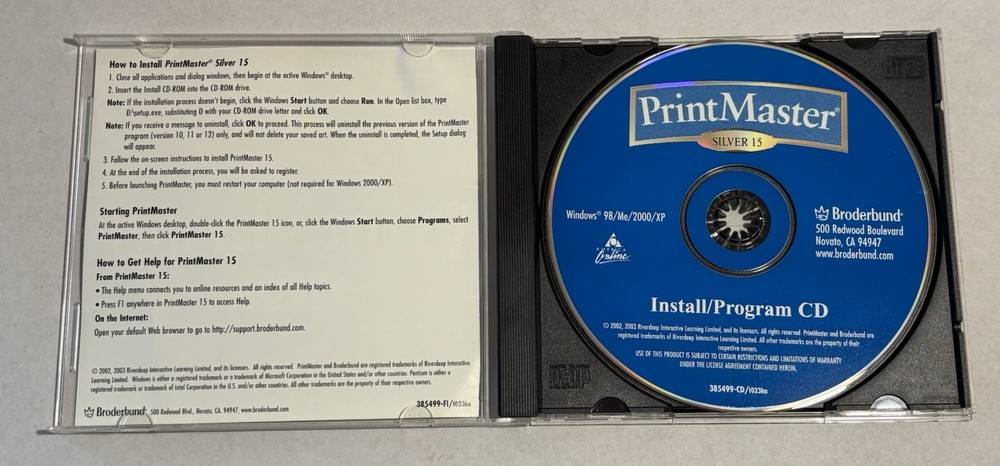 How to Install PrintMaster® Silver 15
1. Close all applications and dialog windows, then begin at the active Windows® desktop.
2. Insert the Install CD-ROM into the CD-ROM drive.
Note: If the installation process doesn't begin, click the Windows Start button and choose Run. In the Open list box, type
D:\setup.exe, substituting D with your CD-ROM drive letter and click OK.
Note: If you receive a message to uninstall, click OK to proceed. This process will uninstall the previous version of the PrintMaster
program (version 10, 11 or 12) only, and will not delete your saved art. When the uninstall is completed, the Setup dialog
will appear.
3. Follow the on-screen instructions to install PrintMaster 15.
4. At the end of the installation process, you will be asked to register.
5. Before launching PrintMaster, you must restart your computer (not required for Windows 2000/XP).
Starting PrintMaster
At the active Windows desktop, double-click the PrintMaster 15 icon, or, click the Windows Start button, choose Programs, select
PrintMaster, then click PrintMaster 15.
How to Get Help for PrintMaster 15
From PrintMaster 15:
• The Help menu connects you to online resources and an index of all Help topics.
• Press F1 anywhere in PrintMaster 15 to access Help.
On the Internet:
Open your default Web browser to go to http://support.broderbund.com.
© 2002, 2003 Riverdeep Interactive Learning Limited, and its licensors. All rights reserved. PrintMaster and Broderbund are registered trademarks of Riverdeep Interactive
Learning Limited. Windows is either a registered trademark or a trademark of Microsoft Corporation in the United States and/or other countries. Pentium is either a
registered trademark or trademark of Intel Corporation in the U.S. and/or other countries. All other trademarks are the property of their respective owners.
385499-FI/1023ha
Broderbund® 500 Redwood Blvd., Novato, CA 94947, www.broderbund.com
PrintMaster®
SILVER 15
Windows® 98/Me/2000/XP
AMERICA
Online
Broderbund®
500 Redwood Boulevard
Novato, CA 94947
www.broderbund.com
Install/Program CD
© 2002, 2003 Riverdeep Interactive Learning Limited, and its licensors. All rights reserved. PrintMaster and Broderbund are
registered trademarks of Riverdeep Interactive Learning Limited. All other trademarks are the property of their
respective owners.
USE OF THIS PRODUCT IS SUBJECT TO CERTAIN RESTRICTIONS AND LIMITATIONS OF WARRANTY
UNDER THE LICENSE AGREEMENT CONTAINED HEREIN.
385499-CD/1023ha
disc